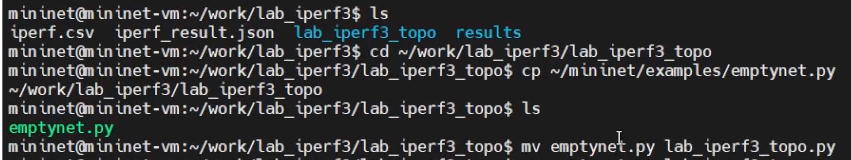 mininet@mininet-vm:~/work/lab_iperf3$ ls
iperf.csv  iperf_result.json  lab_iperf3_topo  results
mininet@mininet-vm:~/work/lab_iperf3$ cd ~/work/lab_iperf3/lab_iperf3_topo
mininet@mininet-vm:~/work/lab_iperf3/lab_iperf3_topo$ cp ~/mininet/examples/emptynet.py
~/work/lab_iperf3/lab_iperf3_topo
mininet@mininet-vm:~/work/lab_iperf3/lab_iperf3_topo$ ls
emptynet.py
mininet@mininet-vm:~/work/lab_iperf3/lab_iperf3_topo$ mv emptynet.py lab_iperf3_topo.py